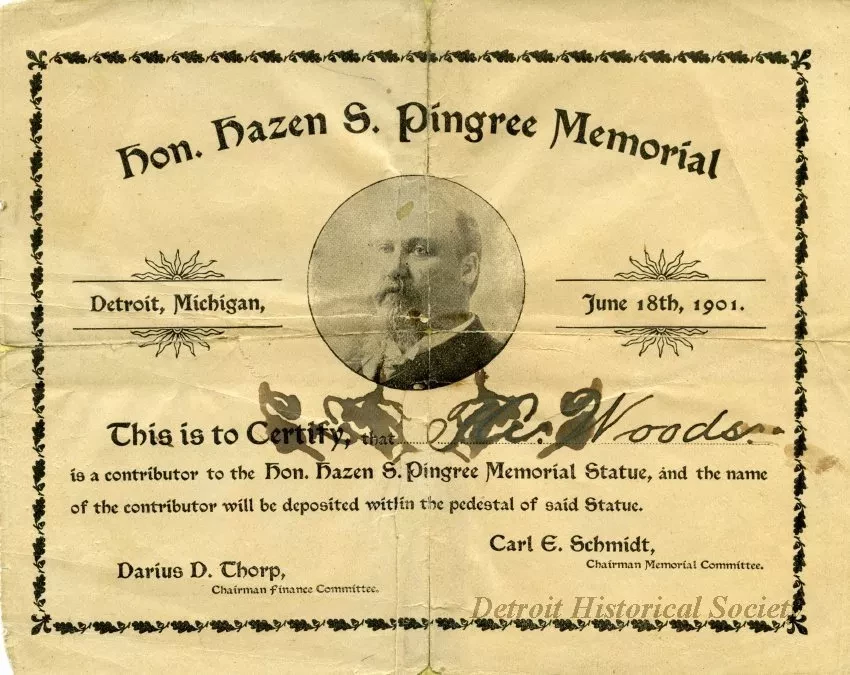 Hon. Hazen S. Pingree Memorial
Detroit, Michigan,
June 18th, 1901.
This is to Certify, that Woods.
is a contributor to the Hon. Hazen S. Pingree Memorial Statue, and the name
of the contributor will be deposited within the pedestal of said Statue.
Carl E. Schmidt,
Chairman Memorial Committee.
Darius D. Thorp,
Chairman Finance Committee.
Detroit Historical Societ